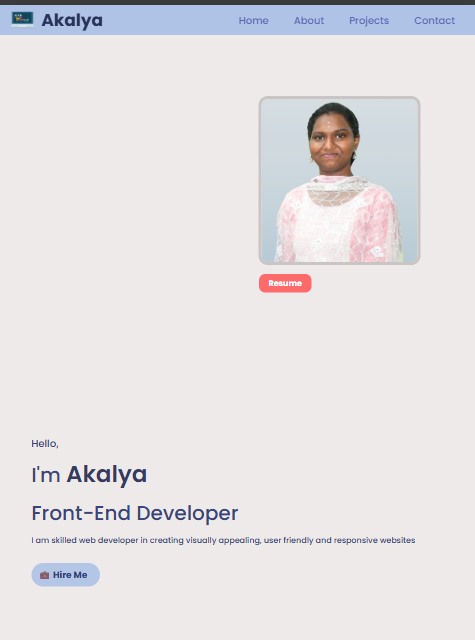 Akalya
Home Information Projects Contact
Resume
Hello,
I'm Akalya
Front-End Developer
I am skilled web developer in creating visually appealing, user friendly and responsive websites
Hire Me